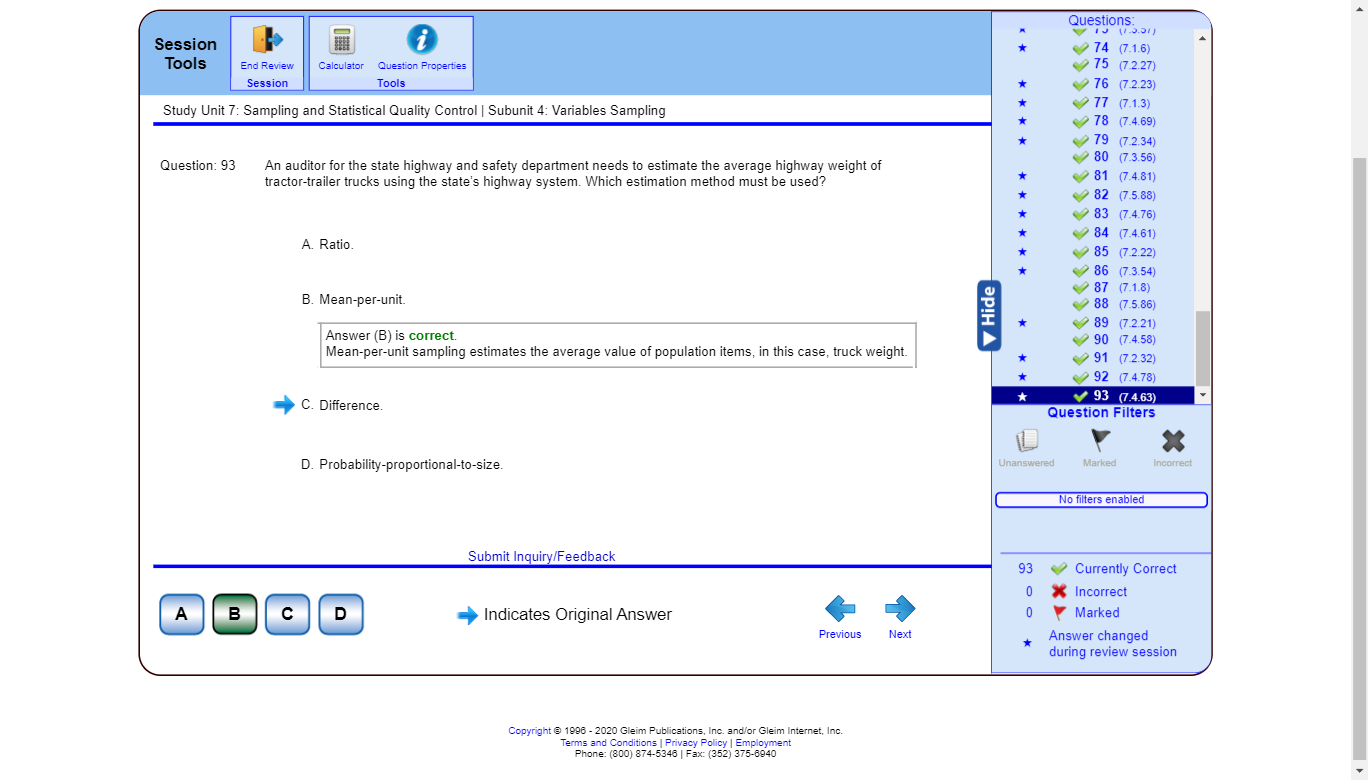 Session
Tools
End Review
Session
Calculator
Question Properties
Tools
Study Unit 7: Sampling and Statistical Quality Control | Subunit 4: Variables Sampling
Question: 93
An auditor for the state highway and safety department needs to estimate the average highway weight of
tractor-trailer trucks using the state's highway system. Which estimation method must be used?
A. Ratio.
B. Mean-per-unit.
Answer (B) is correct.
Mean-per-unit sampling estimates the average value of population items, in this case, truck weight.
C. Difference.
D. Probability-proportional-to-size.
Submit Inquiry/Feedback
A
B
C
D
Indicates Original Answer
Previous
Next
Hide
Questions:
★ 73 (7.3.57)
★ 74 (7.1.6)
75 (7.2.27)
★ 76 (7.2.23)
★ 77 (7.1.3)
★ 78 (7.4.69)
★ 79 (7.2.34)
80 (7.3.56)
★ 81 (7.4.81)
★ 82 (7.5.88)
★ 83 (7.4.76)
★ 84 (7.4.61)
★ 85 (7.2.22)
★ 86 (7.3.54)
87 (7.1.8)
88 (7.5.86)
★ 89 (7.2.21)
90 (7.4.58)
★ 91 (7.2.32)
★ 92 (7.4.78)
★ 93 (7.4.63)
Question Filters
Unanswered
Marked
Incorrect
No filters enabled
93 Currently Correct
0 Incorrect
0 Marked
★ Answer changed
during review session
Copyright © 1996 - 2020 Gleim Publications, Inc. and/or Gleim Internet, Inc.
Terms and Conditions | Privacy Policy | Employment
Phone: (800) 874-5346 | Fax: (352) 375-6940